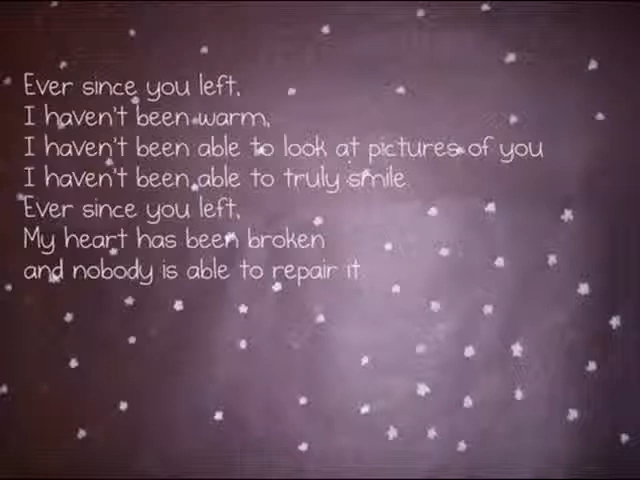 Ever since you left,
I haven't been warm,
I haven't been able to look at pictures of you
I haven't been able to truly smile.
Ever since you left,
My heart has been broken
and nobody is able to repair it.